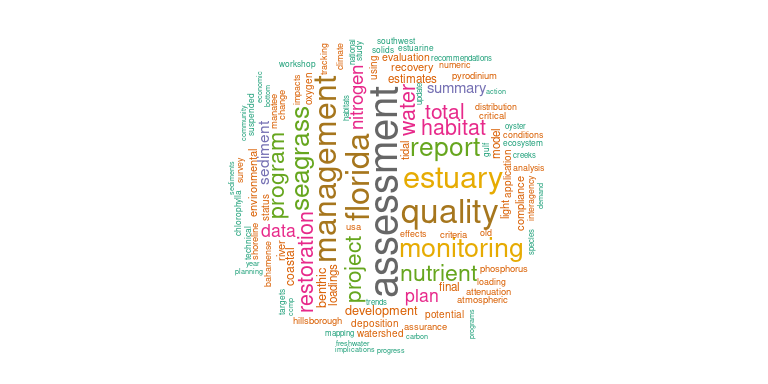 southwest
solids estuarine
national
study
climate
tracking
workshop
evaluation recommendations
using
recovery numeric
estimates pyrodinium
economic
bottom
impacts
oxygen
habitats
nitrogen
summary action
update
water
manatee
change
management
assessment
total distribution
critical
community
suspended
sediment
program
seagrass
florida
habitat oyster
conditions
model
ecosystem
gulf
tidal
report
creeks
analysis
sediments
survey
environmental
estuary
application
light
compliance
interagency
demand
chlorophylla
status
quality
technical
shoreline
data
restoration
usa
effects criteria old
species
monitoring
year
planning
bahamense
river
coastal
benthic
loadings
project
nutrient phosphorus
loading
plan final attenuation
atmospheric
targets
ccmp
trends
development potential
hillsborough deposition assurance
programs
mapping watershed carbon
freshwater
implications progress